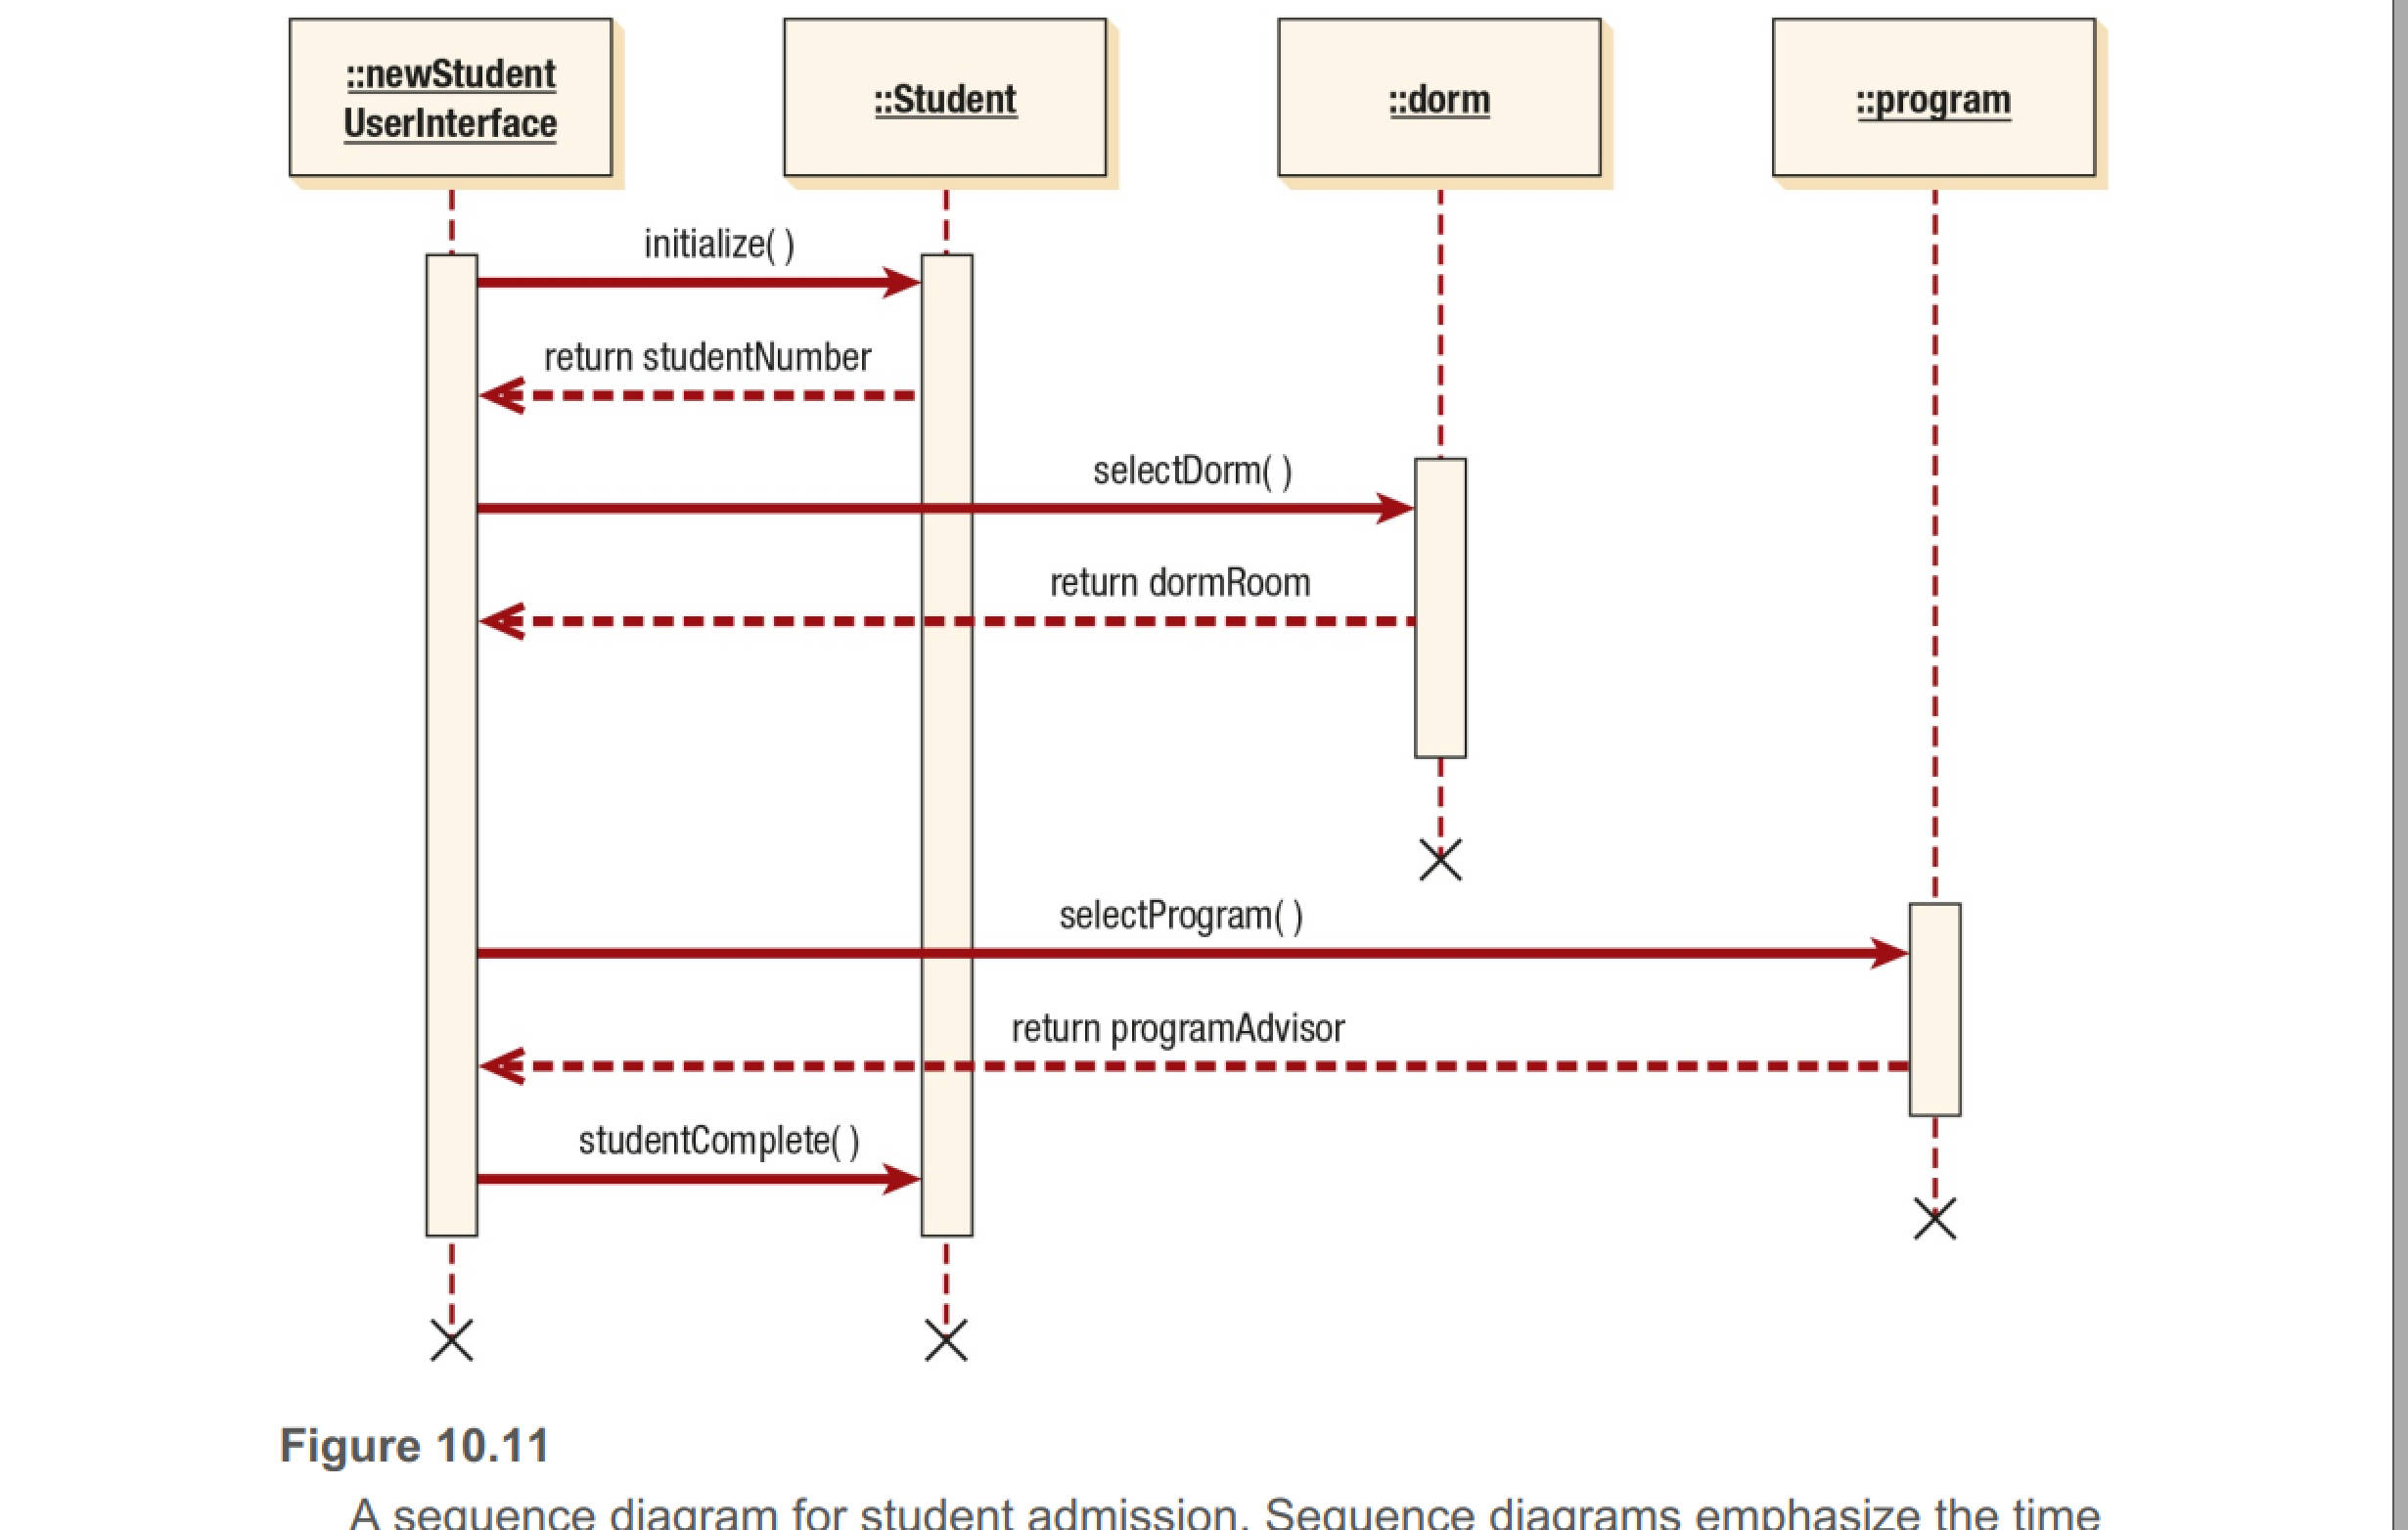 ::newStudent
UserInterface
::Student
::dorm
::program
initialize( )
return studentNumber
selectDorm( )
return dormRoom
selectProgram( )
return programAdvisor
studentComplete( )
Figure 10.11
A sequence diagram for student admission. Sequence diagrams emphasize the time